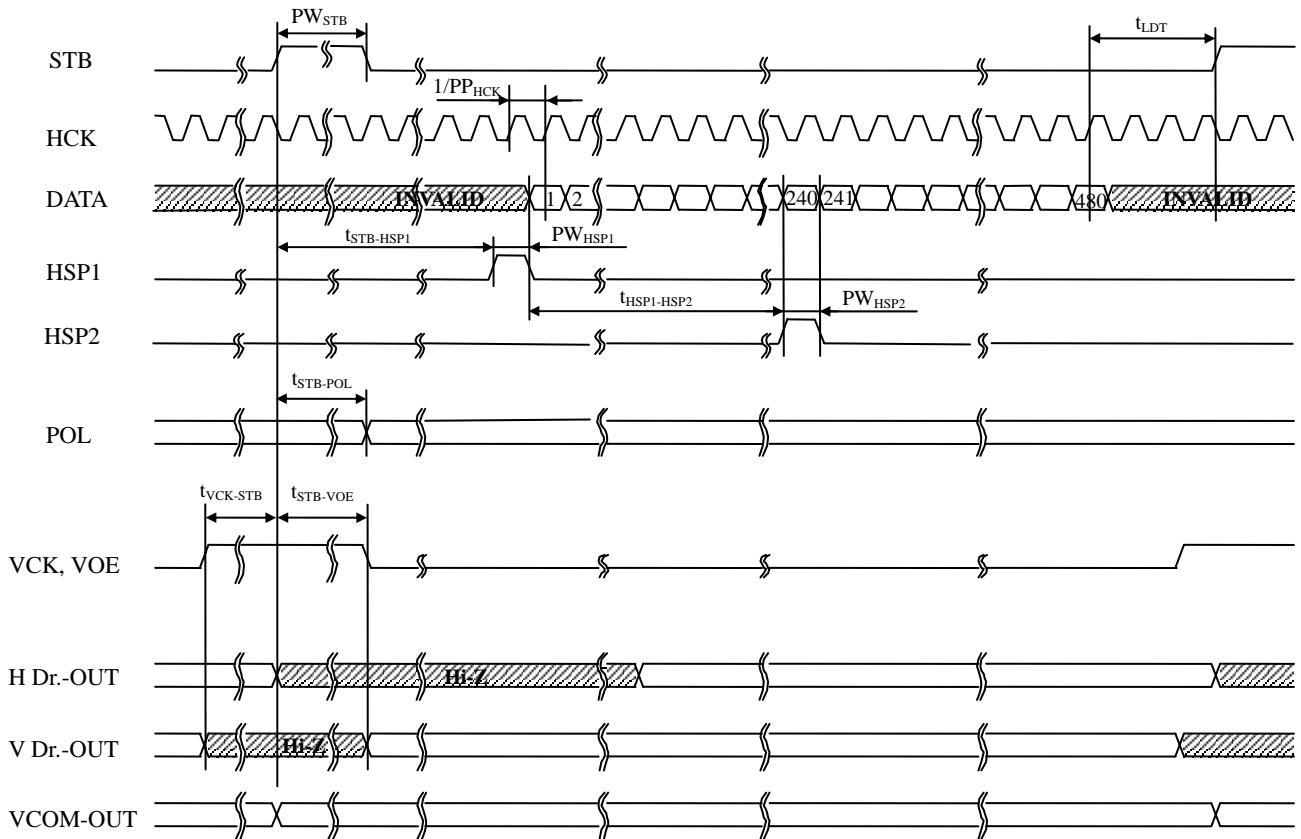 PWSTB
tLDT
STB
1/PPHCK
HCK
DATA
INVALID
1
2
240
241
480
INVALID
tSTB-HSP1
PWHSP1
HSP1
tHSP1-HSP2
PWHSP2
HSP2
tSTB-POL
POL
tVCK-STB
tSTB-VOE
VCK, VOE
H Dr.-OUT
Hi-Z
V Dr.-OUT
Hi-Z
VCOM-OUT